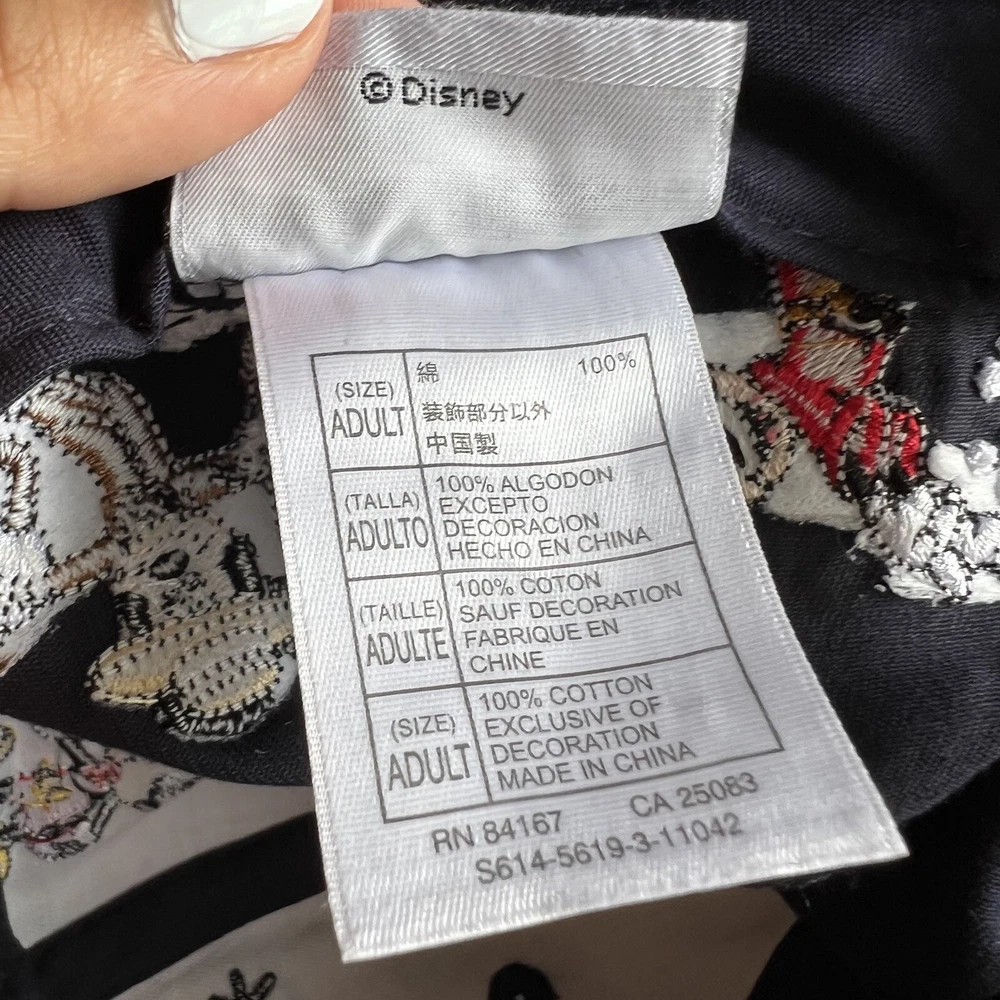 ©Disney
(SIZE)
ADULT
綿 100%
装飾部分以外
中国製
(TALLA)
ADULTO
100% ALGODON
EXCEPTO
DECORACION
HECHO EN CHINA
(TAILLE)
ADULTE
100% COTON
SAUF DECORATION
FABRIQUE EN
CHINE
(SIZE)
ADULT
100% COTTON
EXCLUSIVE OF
DECORATION
MADE IN CHINA
RN 84167 CA 25083
S614-5619-3-11042